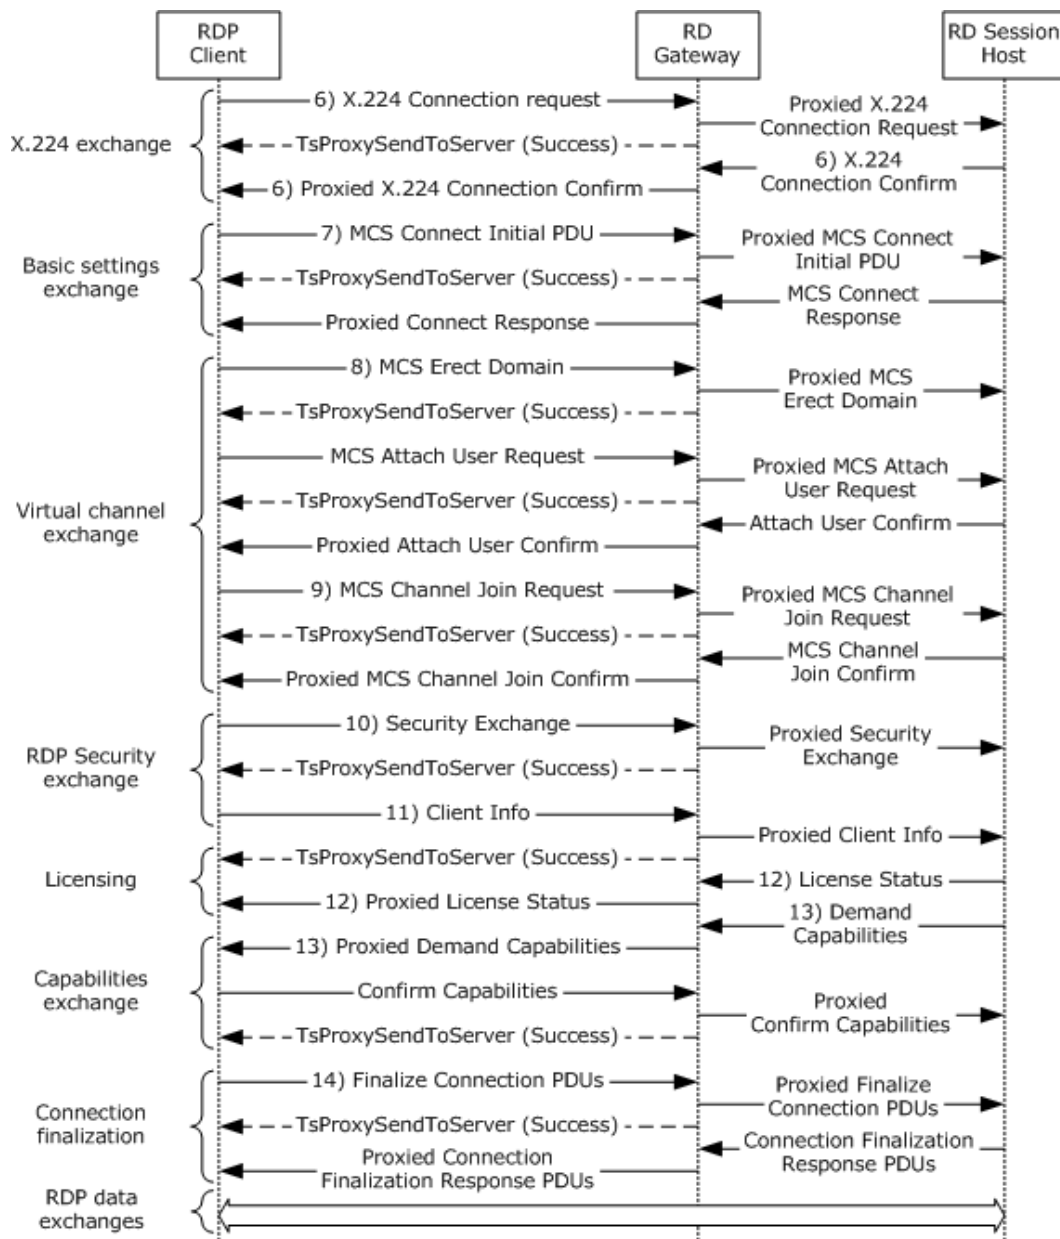 RDP
Client
RD
Gateway
RD Session
Host
6) X.224 Connection request
Proxied X.224
Connection Request
X.224 exchange
TsProxySendToServer (Success)
6) X.224
Connection Confirm
6) Proxied X.224 Connection Confirm
7) MCS Connect Initial PDU
Proxied MCS Connect
Initial PDU
Basic settings
exchange
TsProxySendToServer (Success)
MCS Connect
Response
Proxied Connect Response
8) MCS Erect Domain
Proxied MCS
Erect Domain
TsProxySendToServer (Success)
MCS Attach User Request
Proxied MCS Attach
User Request
Virtual channel
exchange
TsProxySendToServer (Success)
Attach User Confirm
Proxied Attach User Confirm
9) MCS Channel Join Request
Proxied MCS Channel
Join Request
TsProxySendToServer (Success)
MCS Channel
Join Confirm
Proxied MCS Channel Join Confirm
10) Security Exchange
Proxied Security
Exchange
RDP Security
exchange
TsProxySendToServer (Success)
11) Client Info
Proxied Client Info
TsProxySendToServer (Success)
Licensing
12) License Status
12) Proxied License Status
13) Demand
Capabilities
13) Proxied Demand Capabilities
Capabilities
exchange
Confirm Capabilities
Proxied
Confirm Capabilities
TsProxySendToServer (Success)
14) Finalize Connection PDUs
Proxied Finalize
Connection PDUs
Connection
finalization
TsProxySendToServer (Success)
Connection Finalization
Response PDUs
Proxied Connection
Finalization Response PDUs
RDP data
exchanges